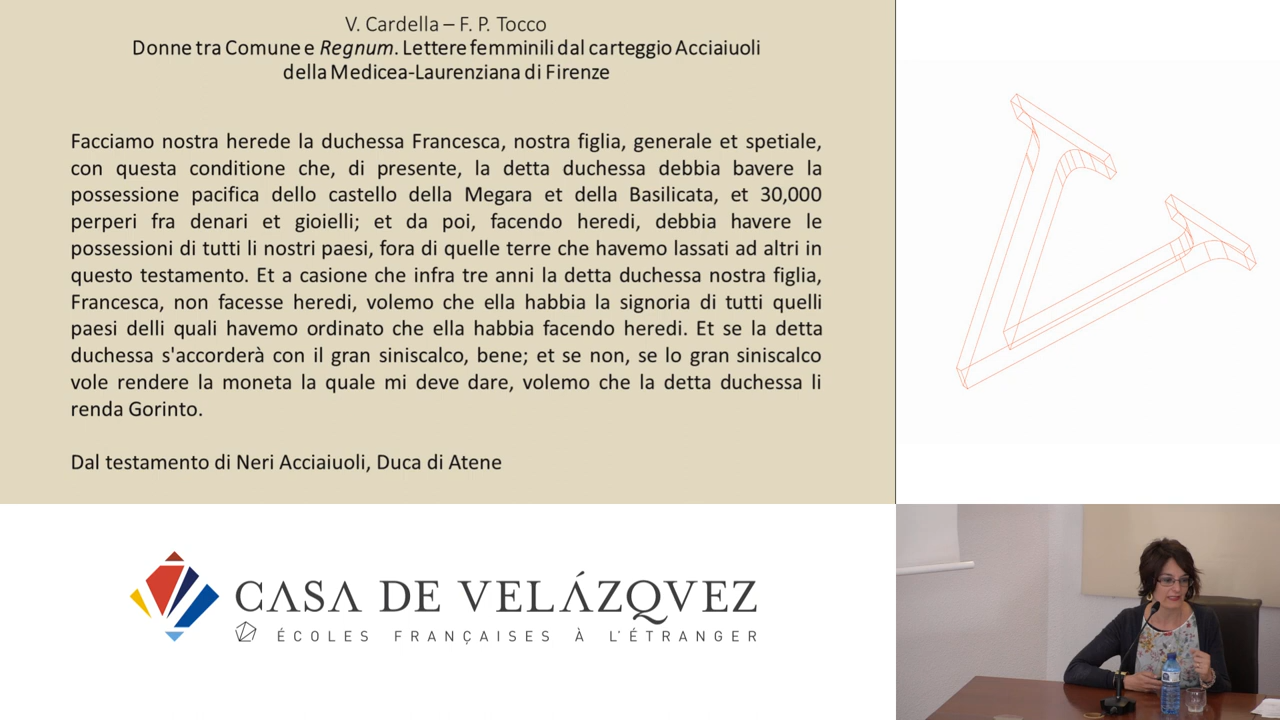 V. Cardella – F. P. Tocco
Donne tra Comune e Regnum. Lettere femminili dal carteggio Acciaiuoli
della Medicea-Laurenziana di Firenze
Facciamo nostra herede la duchessa Francesca, nostra figlia, generale et spetiale,
con questa conditione che, di presente, la detta duchessa debbia bavere la
possessione pacifica dello castello della Megara et della Basilicata, et 30,000
perperi fra denari et gioielli; et da poi, facendo heredi, debbia havere le
possessioni di tutti li nostri paesi, fora di quelle terre che havemo lassati ad altri in
questo testamento. Et a casione che infra tre anni la detta duchessa nostra figlia,
Francesca, non facesse heredi, volemo che ella habbia la signoria di tutti quelli
paesi delli quali havemo ordinato che ella habbia facendo heredi. Et se la detta
duchessa s'accorderà con il gran siniscalco, bene; et se non, se lo gran siniscalco
vole rendere la moneta la quale mi deve dare, volemo che la detta duchessa li
renda Gorinto.
Dal testamento di Neri Acciaiuoli, Duca di Atene
CASA DE VELÁZQVEZ
ÉCOLES FRANÇAISES À L'ÉTRANGER